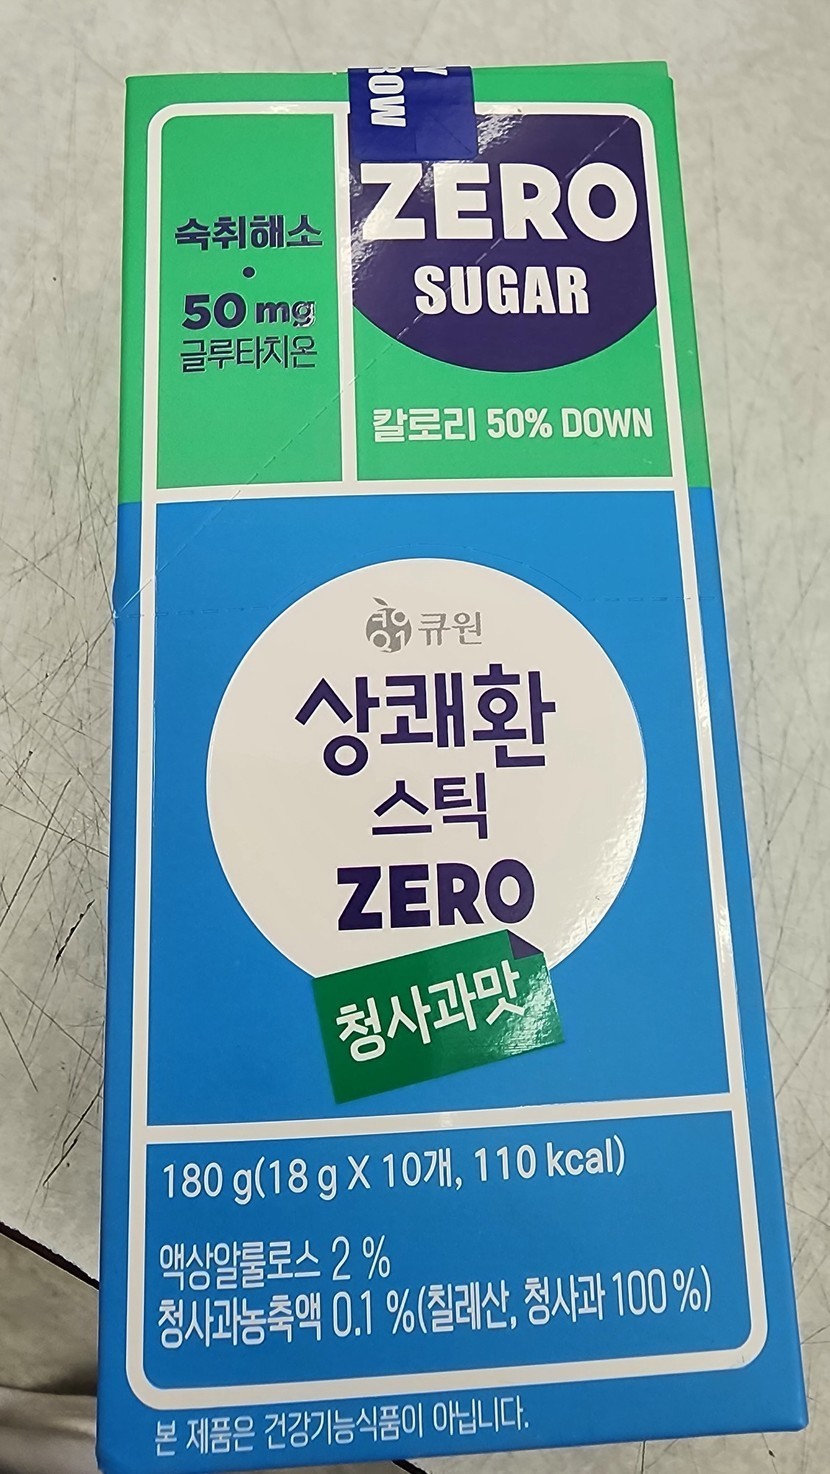 ROW
숙취해소
50 mg
글루타치온
ZERO
SUGAR
칼로리 50% DOWN
큐원
상쾌환
스틱
ZERO
청사과맛
180 g(18 g X 10개, 110 kcal)
액상알룰로스 2 %
청사과농축액 0.1 %(칠레산, 청사과 100 %)
본 제품은 건강기능식품이 아닙니다.